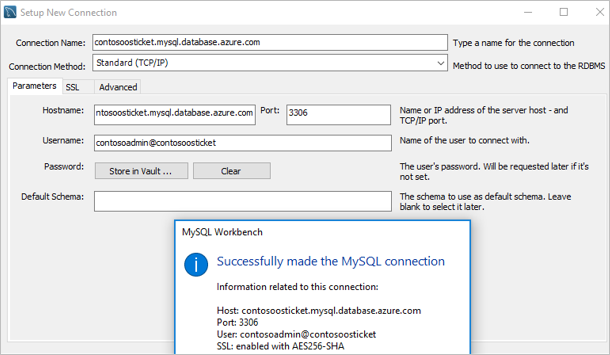 Setup New Connection
Connection Name: contosoosticket.mysql.database.azure.com Type a name for the connection
Connection Method: Standard (TCP/IP) Method to use to connect to the RDBMS
Parameters SSL Advanced
Hostname: ntosoosticket.mysql.database.azure.com Port: 3306 Name or IP address of the server host - and
TCP/IP port.
Username: contosoadmin@contosoosticket Name of the user to connect with.
Password: Store in Vault ... Clear The user's password. Will be requested later if it's
not set.
Default Schema: The schema to use as default schema. Leave
blank to select it later.
MySQL Workbench
Successfully made the MySQL connection
Information related to this connection:
Host: contosoosticket.mysql.database.azure.com
Port: 3306
User: contosoadmin@contosoosticket
SSL: enabled with AES256-SHA